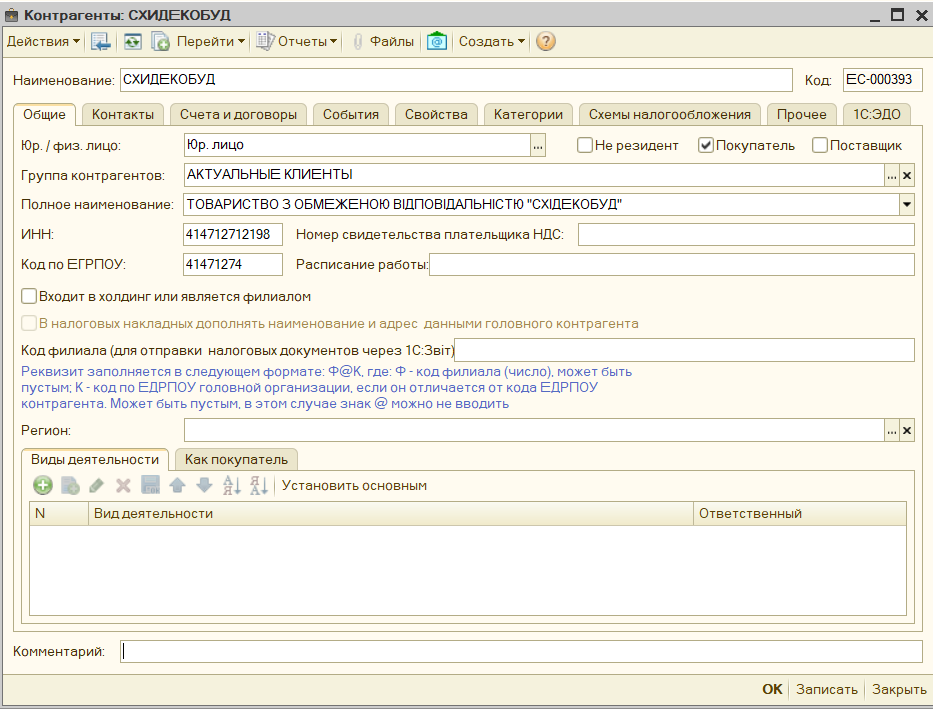 Контрагенты: СХИДЕКОБУД
Действия Перейти Отчеты Файлы Создать ?
Наименование: СХИДЕКОБУД Код: ЕС-000393
Общие Контакты Счета и договоры События Свойства Категории Схемы налогообложения Прочее 1С:ЭДО
Юр. / физ. лицо: Юр. лицо ... Не резидент Покупатель Поставщик
Группа контрагентов: АКТУАЛЬНЫЕ КЛИЕНТЫ ... x
Полное наименование: ТОВАРИСТВО З ОБМЕЖЕНОЮ ВІДПОВІДАЛЬНІСТЮ "СХІДЕКОБУД"
ИНН: 414712712198 Номер свидетельства плательщика НДС:
Код по ЕГРПОУ: 41471274 Расписание работы:
Входит в холдинг или является филиалом
В налоговых накладных дополнять наименование и адрес данными головного контрагента
Код филиала (для отправки налоговых документов через 1С:Звіт)
Реквизит заполняется в следующем формате: Ф@К, где: Ф - код филиала (число), может быть
пустым; К - код по ЕДРПОУ головной организации, если он отличается от кода ЕДРПОУ
контрагента. Может быть пустым, в этом случае знак @ можно не вводить
Регион: ... x
Виды деятельности Как покупатель
Установить основным
N Вид деятельности Ответственный
Комментарий:
OK Записать Закрыть